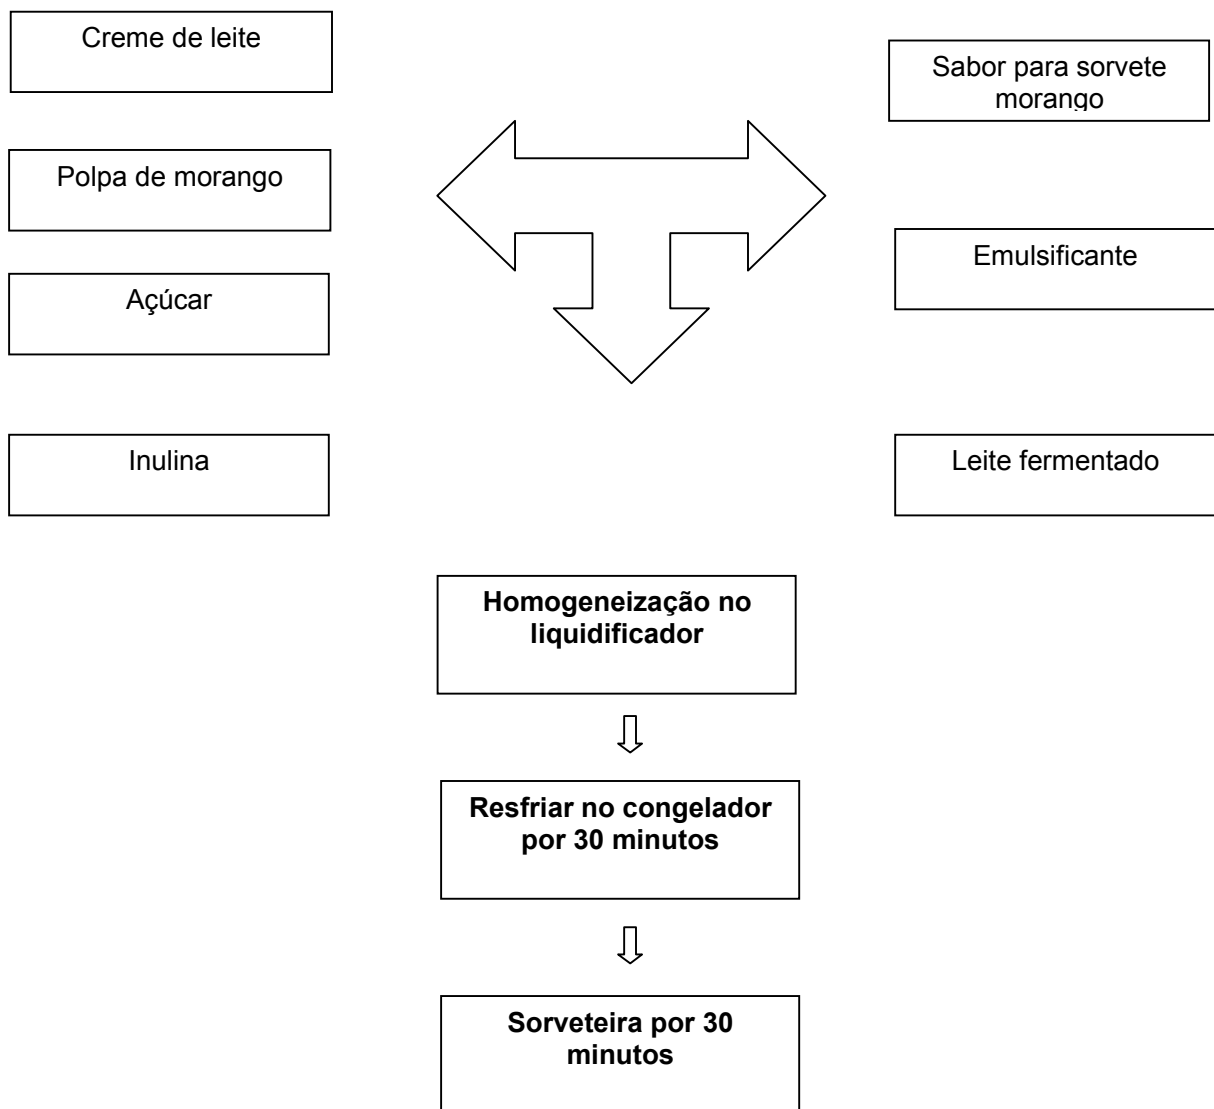 Creme de leite
Sabor para sorvete
morango
Polpa de morango
Emulsificante
Açúcar
Inulina
Leite fermentado
Homogeneização no
liquidificador
Resfriar no congelador
por 30 minutos
Sorveteira por 30
minutos